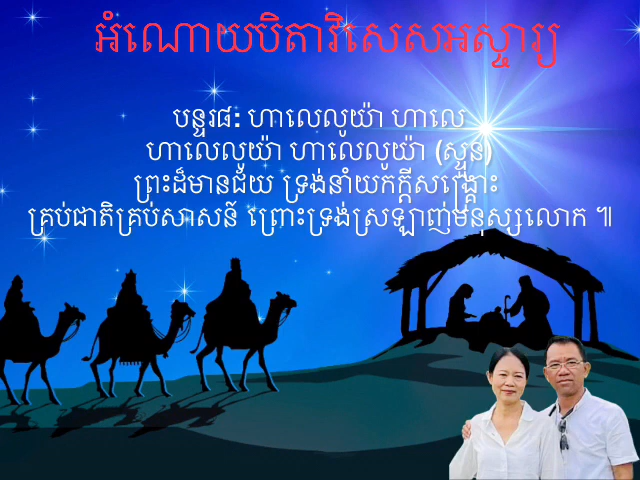 អំណោយបិតាវិសេសអស្ចារ្យ
បន្ទរ៨: ហាលេលូយ៉ា ហាលេ
ហាលេលូយ៉ា ហាលេលូយ៉ា (ស្ទួន)
ព្រះដ៏មានជ័យ ទ្រង់នាំយកក្ដីសង្គ្រោះ
គ្រប់ជាតិគ្រប់សាសន៍ ព្រោះទ្រង់ស្រឡាញ់មនុស្សលោក ៕